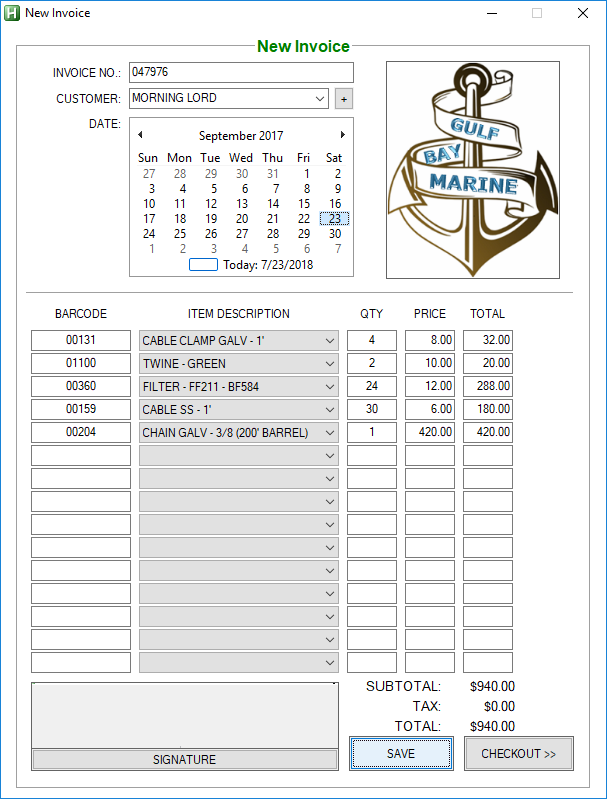 New Invoice
New Invoice
INVOICE NO.: 047976
CUSTOMER: MORNING LORD +
DATE:
September 2017
Sun Mon Tue Wed Thu Fri Sat
27 28 29 30 31 1 2
3 4 5 6 7 8 9
10 11 12 13 14 15 16
17 18 19 20 21 22 23
24 25 26 27 28 29 30
1 2 3 4 5 6 7
Today: 7/23/2018
GULF
BAY
MARINE
BARCODE ITEM DESCRIPTION QTY PRICE TOTAL
00131 CABLE CLAMP GALV - 1' 4 8.00 32.00
01100 TWINE - GREEN 2 10.00 20.00
00360 FILTER - FF211 - BF584 24 12.00 288.00
00159 CABLE SS - 1' 30 6.00 180.00
00204 CHAIN GALV - 3/8 (200' BARREL) 1 420.00 420.00
SUBTOTAL: $940.00
TAX: $0.00
TOTAL: $940.00
SIGNATURE SAVE CHECKOUT >>